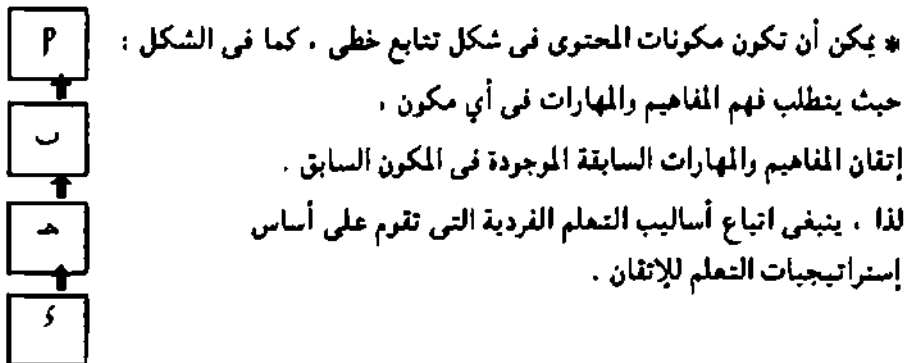 * يمكن أن تكون مكونات المحتوى فى شكل تتابع خطى ، كما فى الشكل :
حيث يتطلب فهم المفاهيم والمهارات فى أي مكون ،
إتقان المفاهيم والمهارات السابقة الموجودة فى المكون السابق .
لذا ، ينبغى اتباع أساليب التعلم الفردية التى تقوم على أساس
إستراتيجيات التعلم للإتقان .
أ
ب
هـ
ء